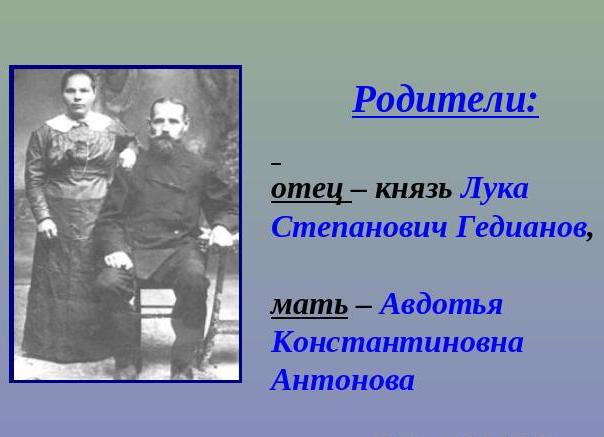 Родители:
отец – князь Лука
Степанович Гедианов,
мать – Авдотья
Константиновна
Антонова